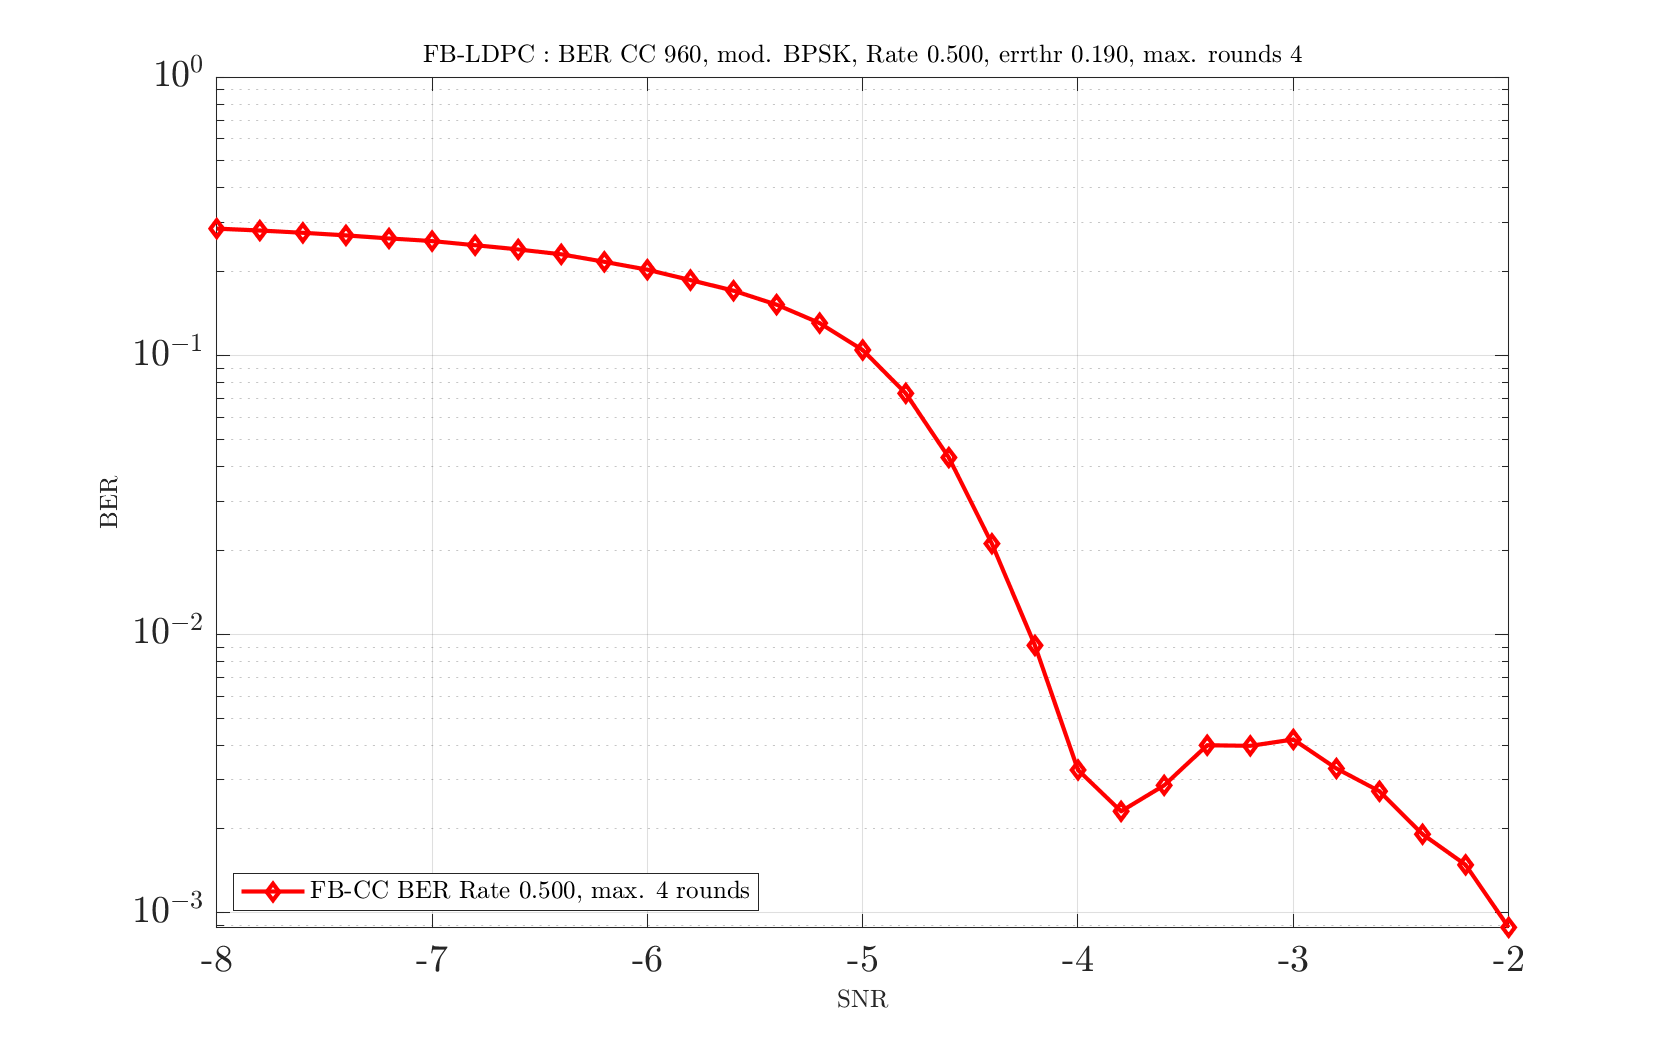 FB-LDPC : BER CC 960, mod. BPSK, Rate 0.500, errthr 0.190, max. rounds 4
10^0
10^{-1}
10^{-2}
10^{-3}
BER
FB-CC BER Rate 0.500, max. 4 rounds
-8 -7 -6 -5 -4 -3 -2
SNR